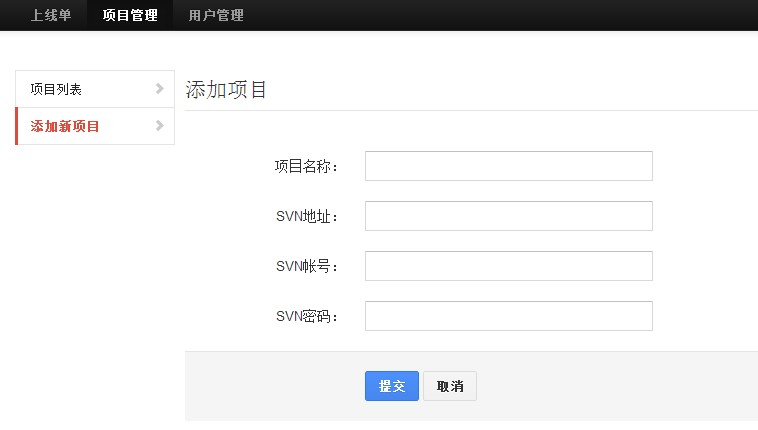 上线单 项目管理 用户管理
项目列表
添加新项目
添加项目
项目名称：
SVN地址：
SVN帐号：
SVN密码：
提交 取消